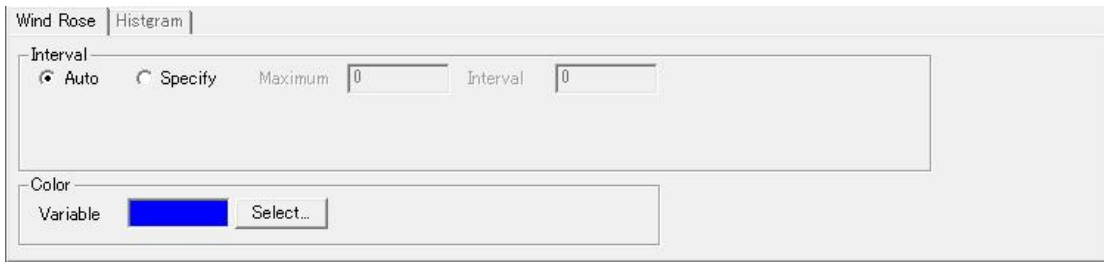 Wind Rose Histgram
Interval
Auto Specify Maximum 0 Interval 0
Color
Variable Select...